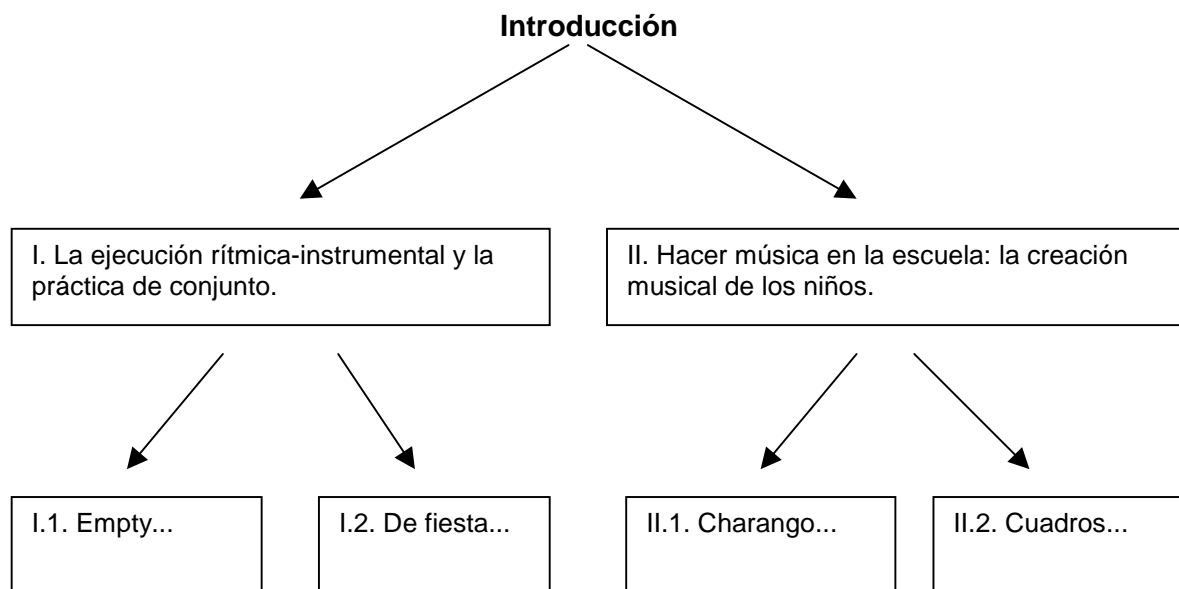 Introducción
I. La ejecución rítmica-instrumental y la
práctica de conjunto.
II. Hacer música en la escuela: la creación
musical de los niños.
I.1. Empty...
I.2. De fiesta...
II.1. Charango...
II.2. Cuadros...